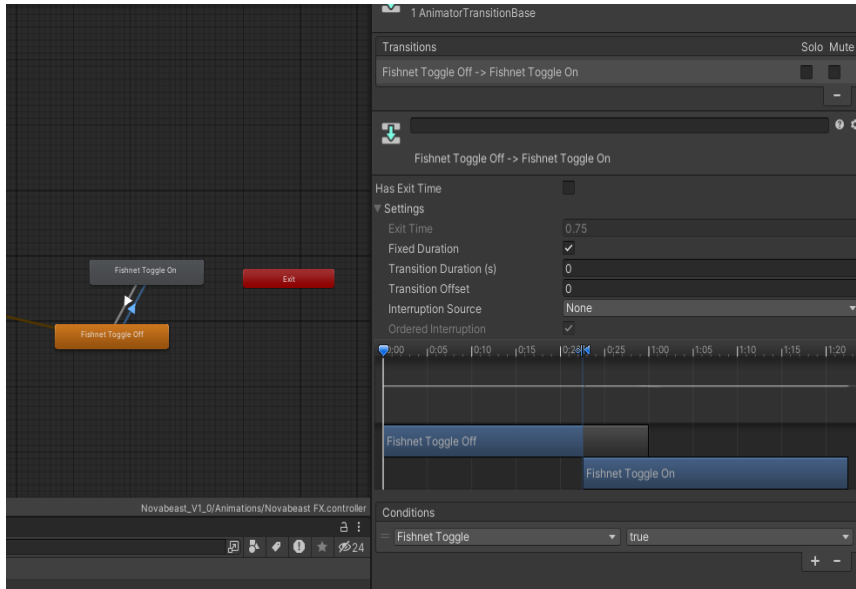 1 AnimatorTransitionBase
Transitions Solo Mute
Fishnet Toggle Off -> Fishnet Toggle On
Fishnet Toggle Off -> Fishnet Toggle On
Has Exit Time
Settings
Exit Time 0.75
Fixed Duration
Transition Duration (s) 0
Transition Offset 0
Interruption Source None
Ordered Interruption
0:00 0:05 0:10 0:15 0:25 1:00 1:05 1:10 1:15 1:20
Fishnet Toggle Off
Fishnet Toggle On
Conditions
Fishnet Toggle true
Fishnet Toggle On
Exit
Fishnet Toggle Off
Novabeast_V1_0/Animations/Novabeast FX.controller
24